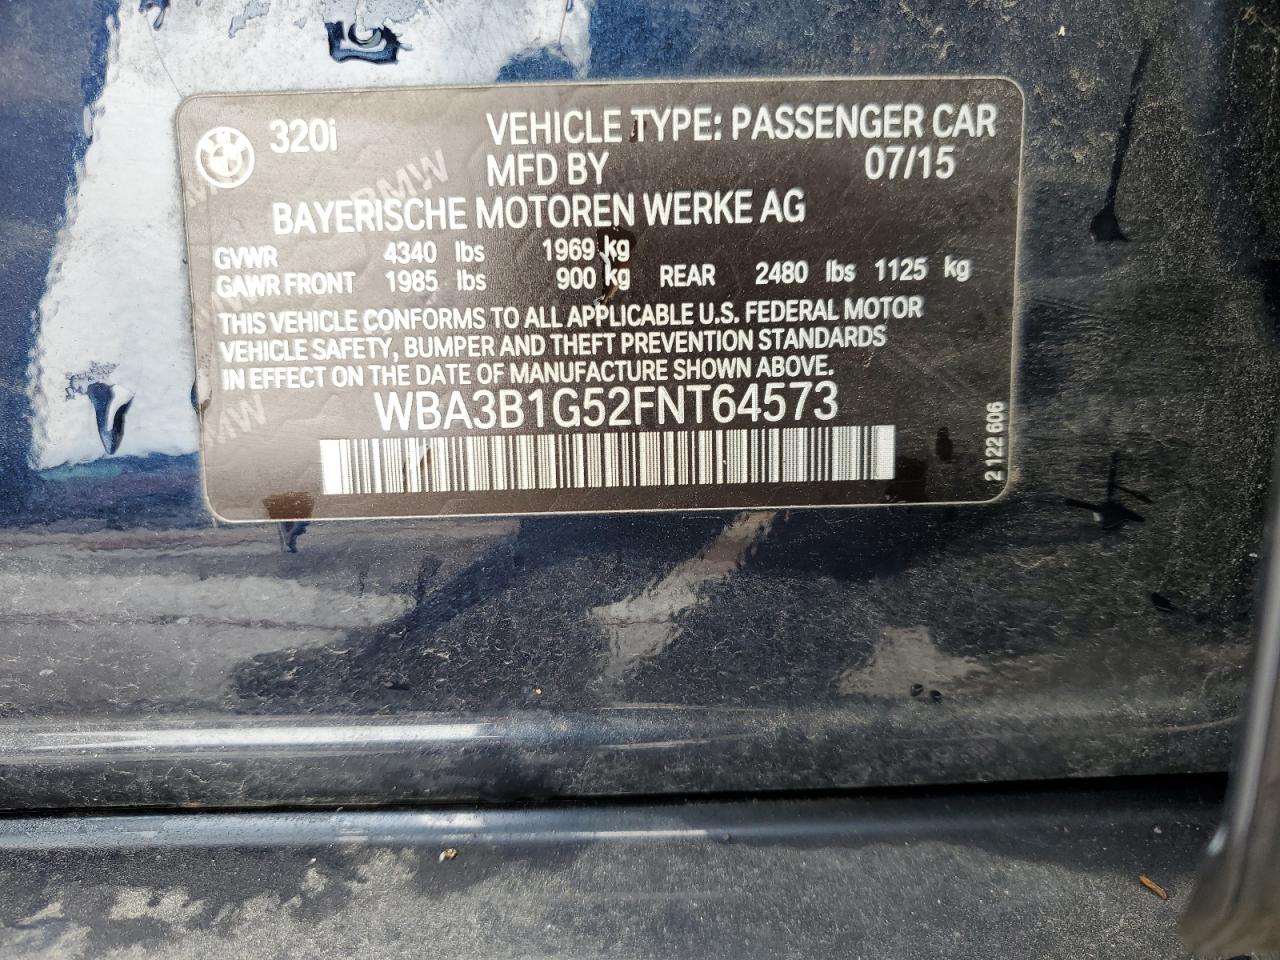 320i VEHICLE TYPE: PASSENGER CAR
MFD BY 07/15
BAYERISCHE MOTOREN WERKE AG
GVWR 4340 lbs 1969 kg
GAWR FRONT 1985 lbs 900 kg REAR 2480 lbs 1125 kg
THIS VEHICLE CONFORMS TO ALL APPLICABLE U.S. FEDERAL MOTOR
VEHICLE SAFETY, BUMPER AND THEFT PREVENTION STANDARDS
IN EFFECT ON THE DATE OF MANUFACTURE SHOWN ABOVE.
WBA3B1G52FNT64573
2 122 606